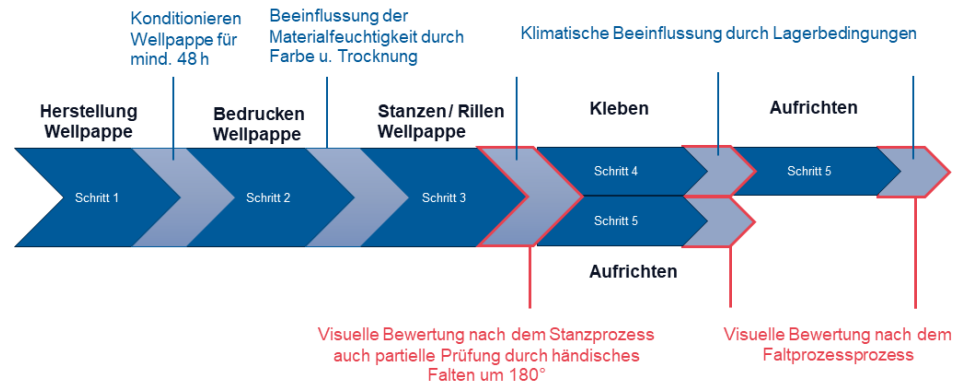 Konditionieren
Wellpappe für
mind. 48 h
Beeinflussung der
Materialfeuchtigkeit durch
Farbe u. Trocknung
Klimatische Beeinflussung durch Lagerbedingungen
Herstellung
Wellpappe
Bedrucken
Wellpappe
Stanzen / Rillen
Wellpappe
Kleben
Aufrichten
Schritt 1
Schritt 2
Schritt 3
Schritt 4
Schritt 5
Schritt 5
Aufrichten
Visuelle Bewertung nach dem Stanzprozess
auch partielle Prüfung durch händisches
Falten um 180°
Visuelle Bewertung nach dem
Faltprozessprozess